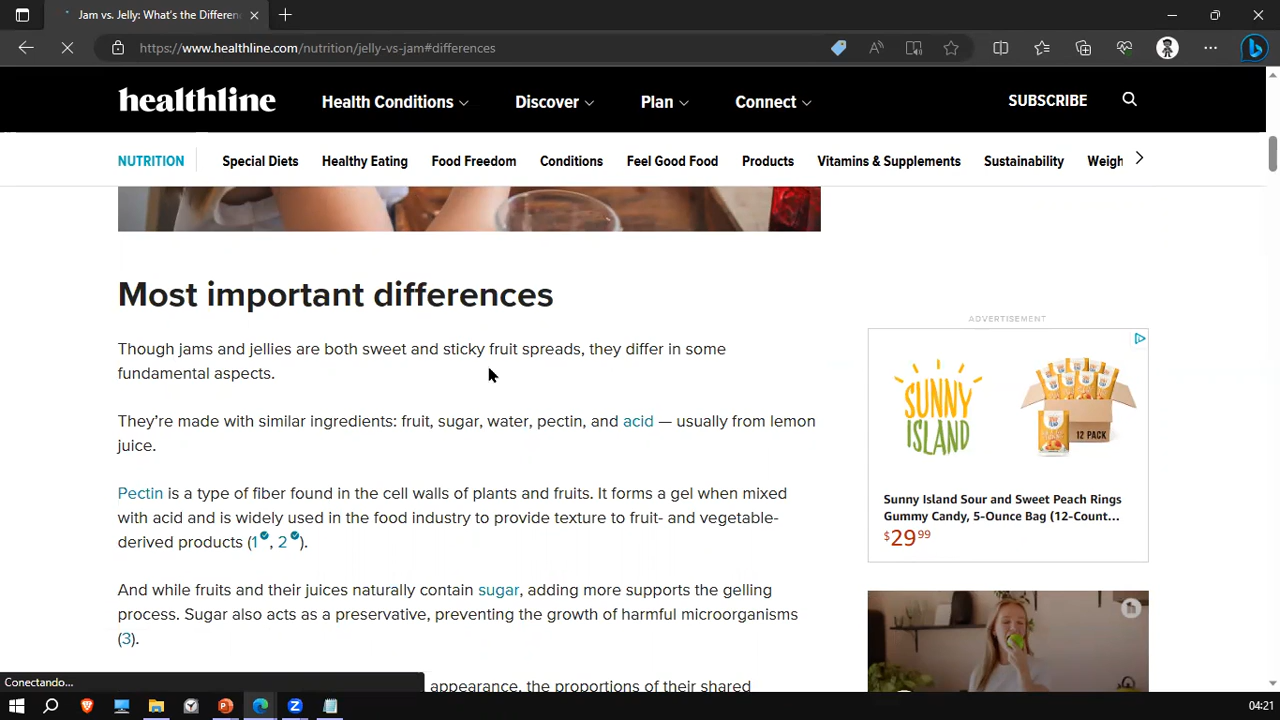 Jam vs. Jelly: What's the Differen
https://www.healthline.com/nutrition/jelly-vs-jam#differences
healthline
Health Conditions
Discover
Plan
Connect
SUBSCRIBE
NUTRITION
Special Diets
Healthy Eating
Food Freedom
Conditions
Feel Good Food
Products
Vitamins & Supplements
Sustainability
Weigh
Most important differences
Though jams and jellies are both sweet and sticky fruit spreads, they differ in some
fundamental aspects.
They’re made with similar ingredients: fruit, sugar, water, pectin, and acid — usually from lemon
juice.
Pectin is a type of fiber found in the cell walls of plants and fruits. It forms a gel when mixed
with acid and is widely used in the food industry to provide texture to fruit- and vegetable-
derived products (1, 2).
And while fruits and their juices naturally contain sugar, adding more supports the gelling
process. Sugar also acts as a preservative, preventing the growth of harmful microorganisms
(3).
appearance, the proportions of their shared
ADVERTISEMENT
SUNNY
ISLAND
12 PACK
Sunny Island Sour and Sweet Peach Rings
Gummy Candy, 5-Ounce Bag (12-Count...
$29 99
Conectando...
04:21